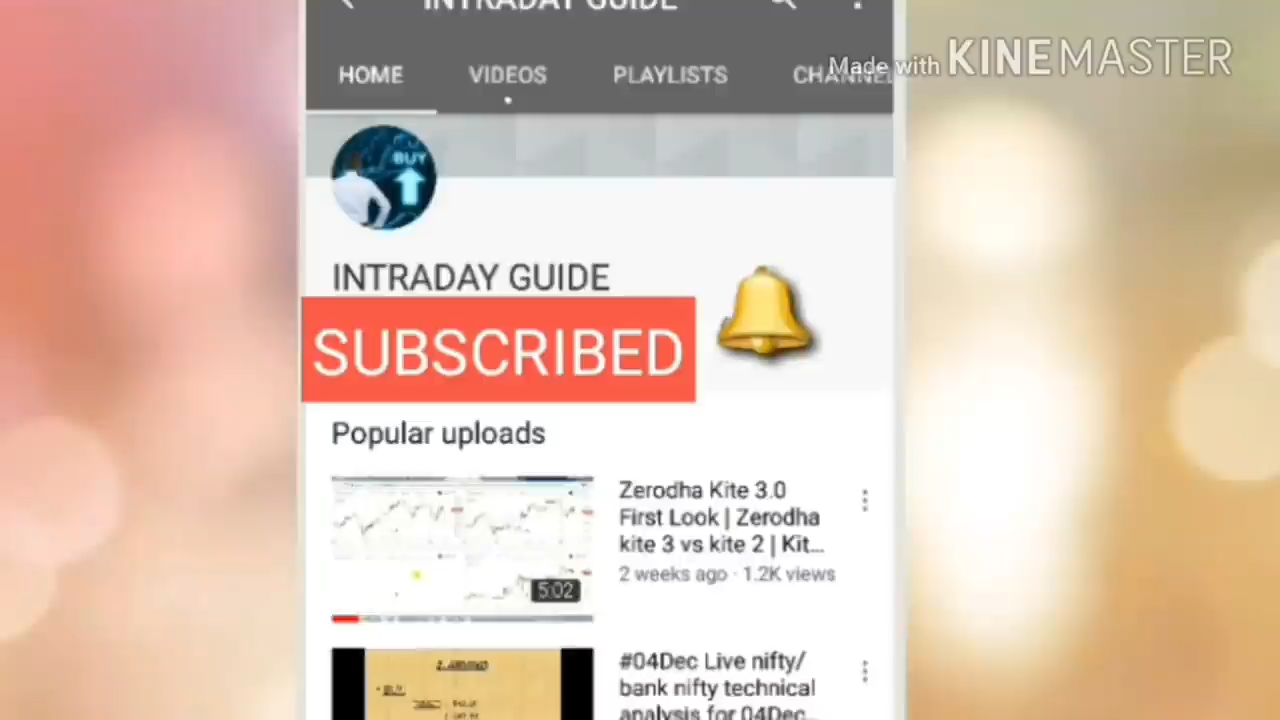 INTRADAY GUIDE
Made with KINEMASTER
HOME VIDEOS PLAYLISTS CHANNEL
BUY
INTRADAY GUIDE
SUBSCRIBED
Popular uploads
Zerodha Kite 3.0
First Look | Zerodha
kite 3 vs kite 2 | Kit...
2 weeks ago · 1.2K views
5:02
#04Dec Live nifty/
bank nifty technical
analysis for 04Dec...